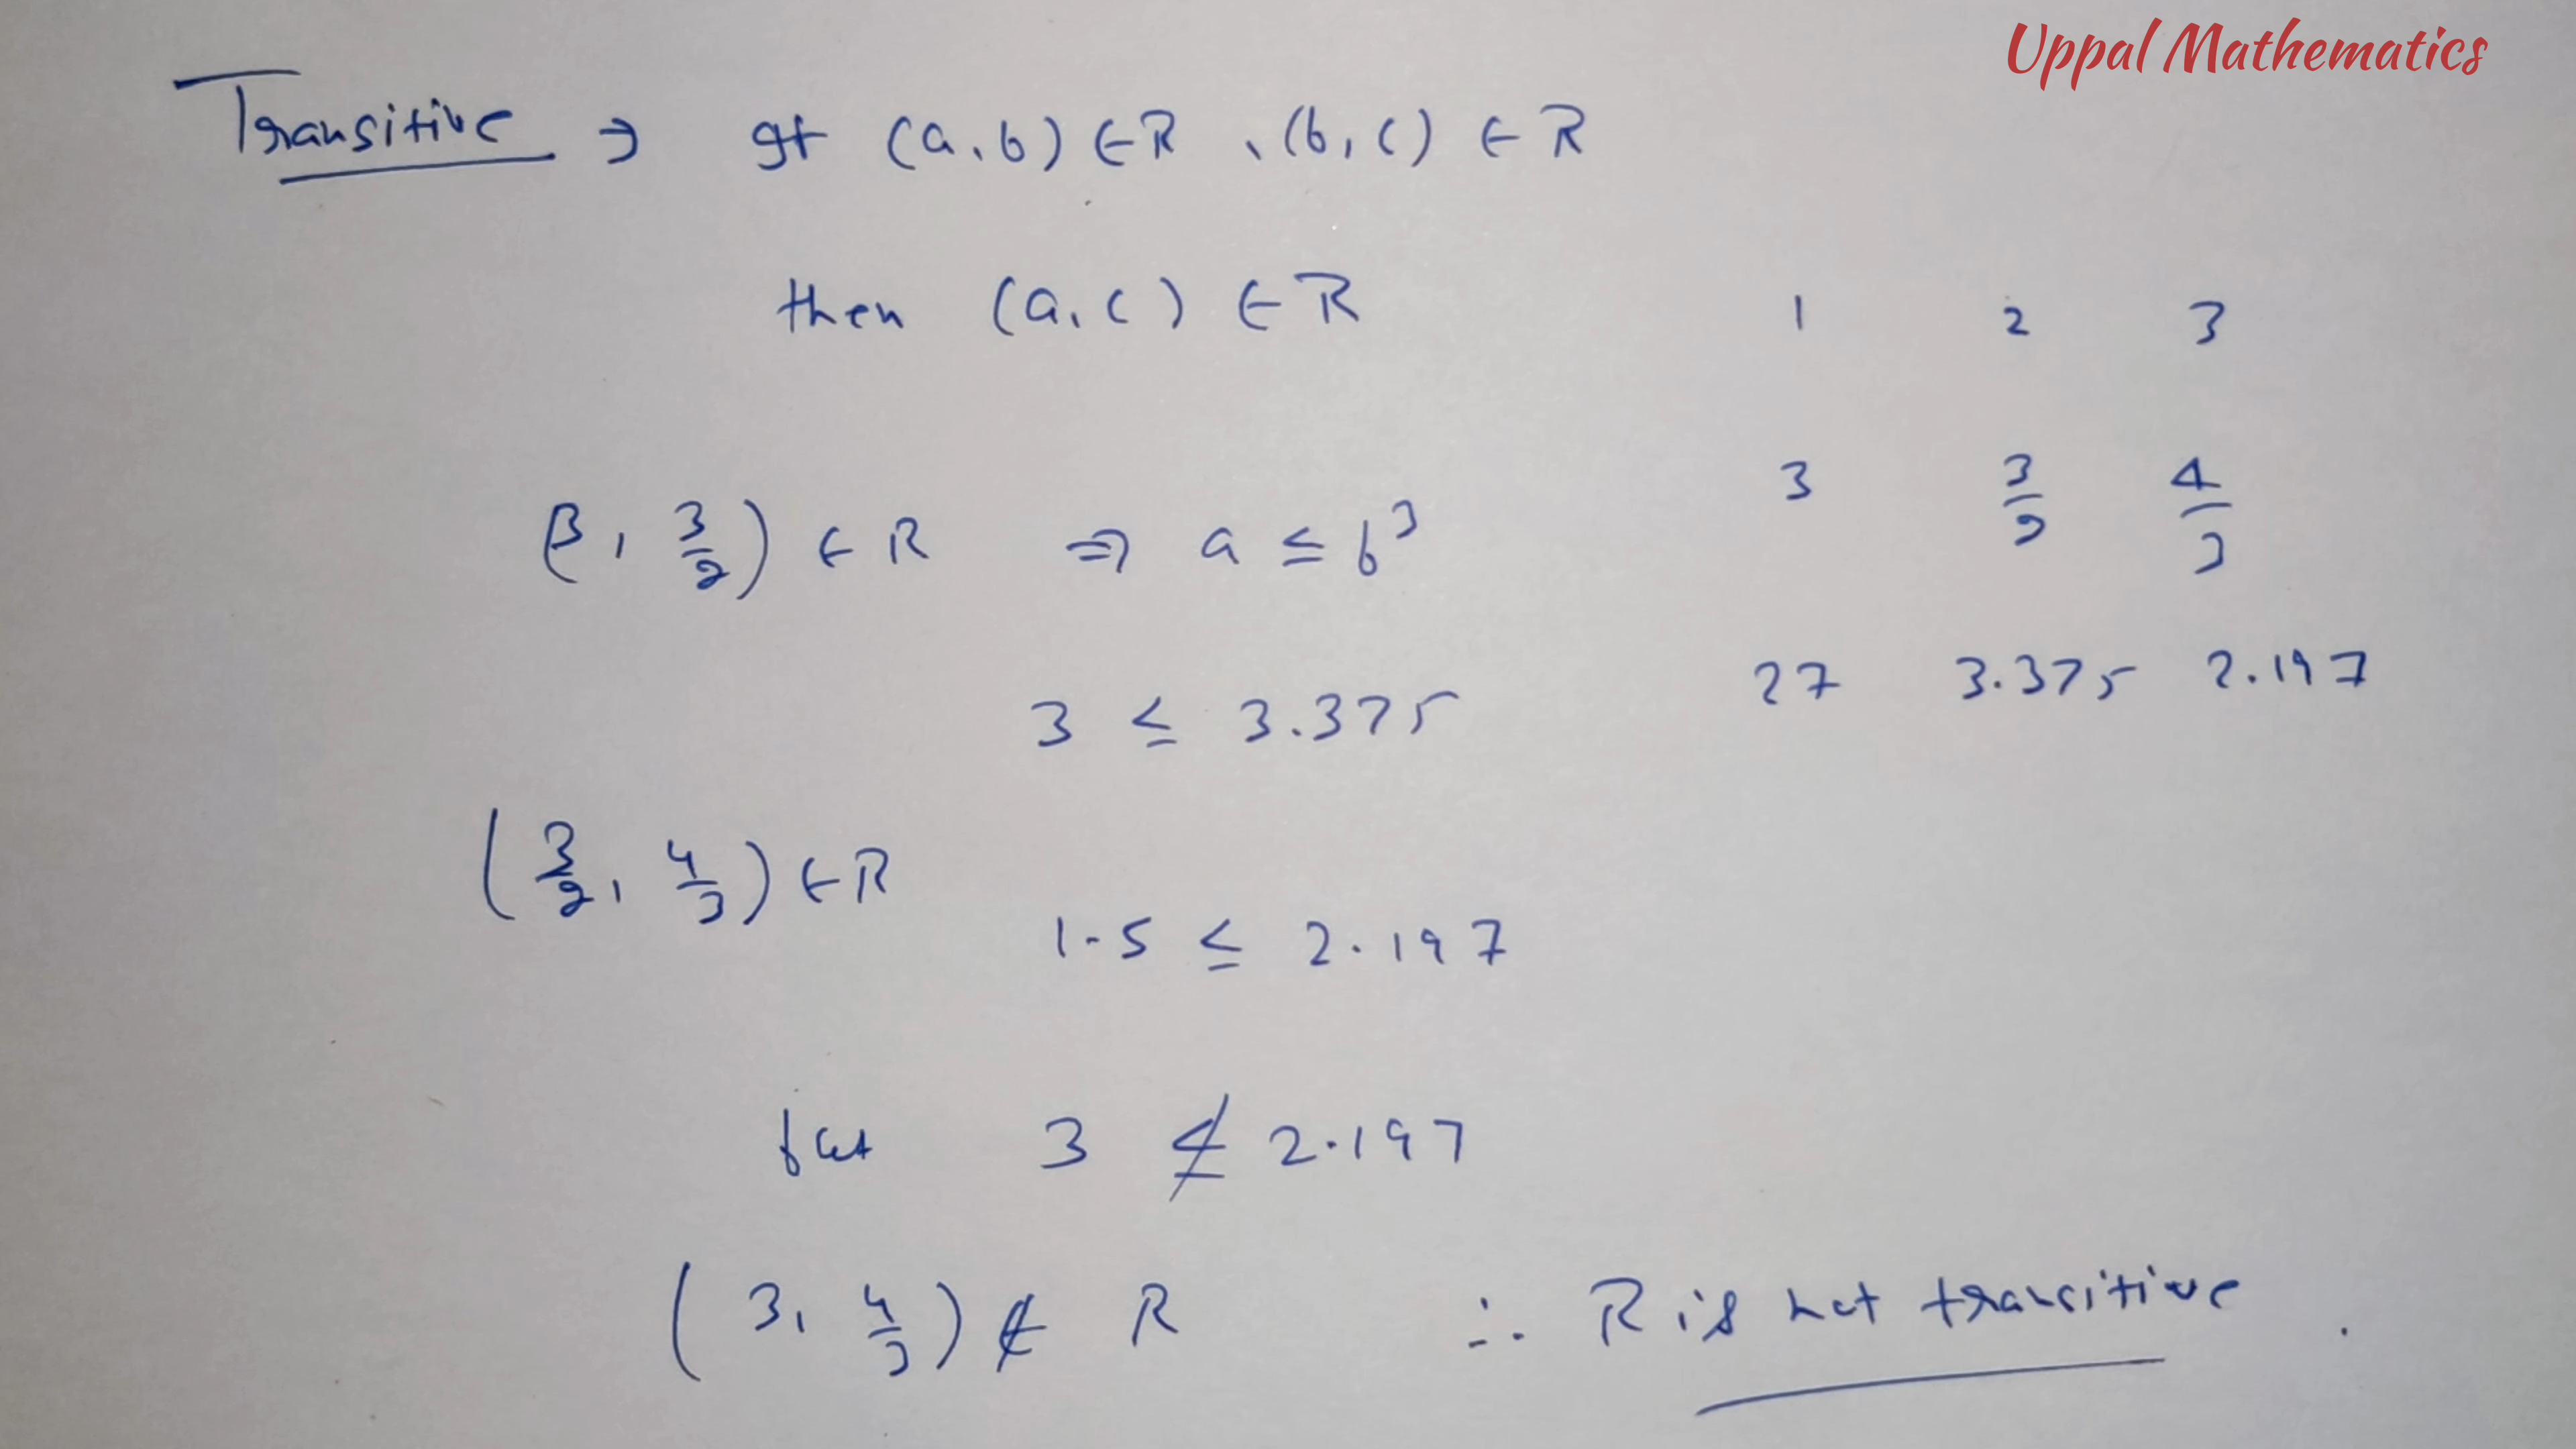 Uppal Mathematics
Transitive → If (a, b) ∈ R, (b, c) ∈ R
then (a, c) ∈ R
1 2 3
3 3/2 4/3
(3, 3/2) ∈ R ⇒ a ≤ b³
27 3.375 2.197
3 ≤ 3.375
(3/2, 4/3) ∈ R
1.5 ≤ 2.197
but 3 ≰ 2.197
(3, 4/3) ∉ R ∴ R is not transitive.